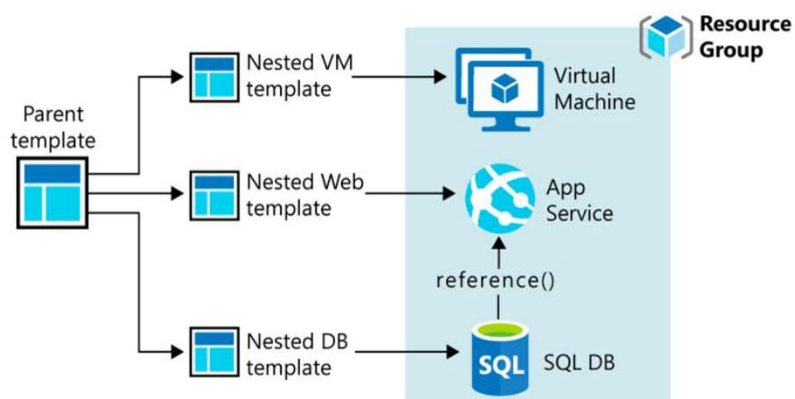 Resource
Group
Nested VM
template
Virtual
Machine
Parent
template
Nested Web
template
App
Service
reference()
Nested DB
template
SQL
SQL DB